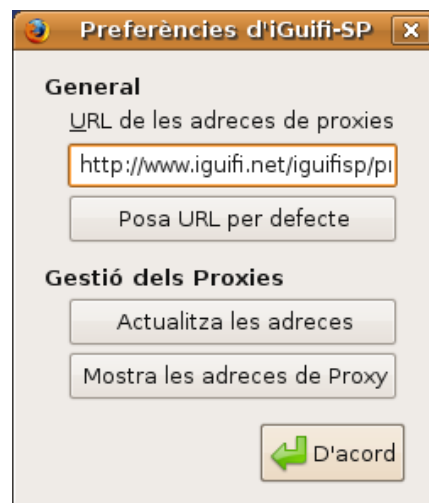 Preferències d'iGuifi-SP
General
URL de les adreces de proxies
http://www.iguifi.net/iguifisp/p
Posa URL per defecte
Gestió dels Proxies
Actualitza les adreces
Mostra les adreces de Proxy
D'acord